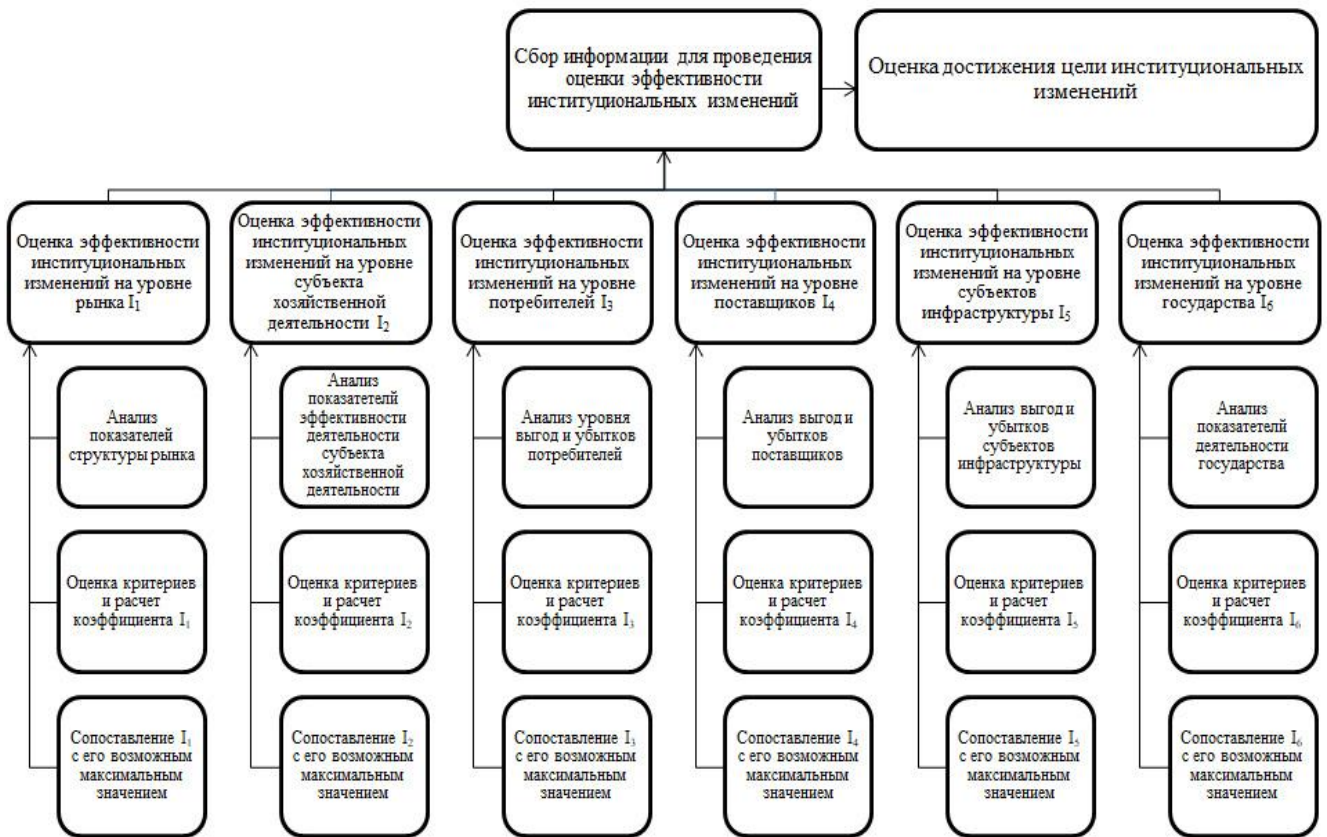 Сбор информации для проведения
оценки эффективности
институциональных изменений
Оценка достижения цели институциональных
изменений
Оценка эффективности
институциональных
изменений на уровне
рынка I₁
Оценка эффективности
институциональных
изменений на уровне
субъекта
хозяйственной
деятельности I₂
Оценка эффективности
институциональных
изменений на уровне
потребителей I₃
Оценка эффективности
институциональных
изменений на уровне
поставщиков I₄
Оценка эффективности
институциональных
изменений на уровне
субъектов
инфраструктуры I₅
Оценка эффективности
институциональных
изменений на уровне
государства I₆
Анализ
показателей
структуры рынка
Анализ
показатетлй
эффективности
деятельности
субъекта
хозяйственной
деятельности
Анализ уровня
выгод и убытков
потребителей
Анализ выгод и
убытков
поставщиков
Анализ выгод и
убытков
субъектов
инфраструктуры
Анализ
показатетли
деятельности
государства
Оценка критериев
и расчет
коэффициента I₁
Оценка критериев
и расчет
коэффициента I₂
Оценка критериев
и расчет
коэффициента I₃
Оценка критериев
и расчет
коэффициента I₄
Оценка критериев
и расчет
коэффициента I₅
Оценка критериев
и расчет
коэффициента I₆
Сопоставление I₁
с его возможным
максимальным
значением
Сопоставление I₂
с его возможным
максимальным
значением
Сопоставление I₃
с его возможным
максимальным
значением
Сопоставление I₄
с его возможным
максимальным
значением
Сопоставление I₅
с его возможным
максимальным
значением
Сопоставление I₆
с его возможным
максимальным
значением